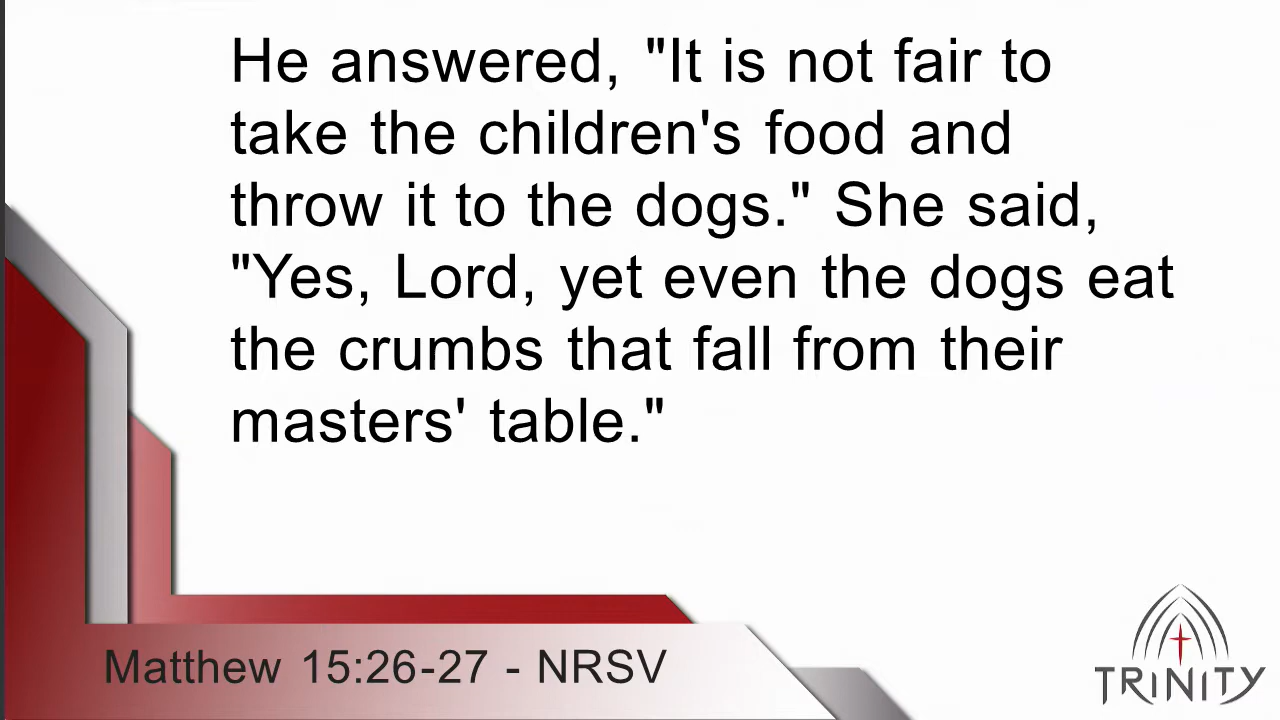 He answered, "It is not fair to
take the children's food and
throw it to the dogs." She said,
"Yes, Lord, yet even the dogs eat
the crumbs that fall from their
masters' table."
Matthew 15:26-27 - NRSV
TRINITY